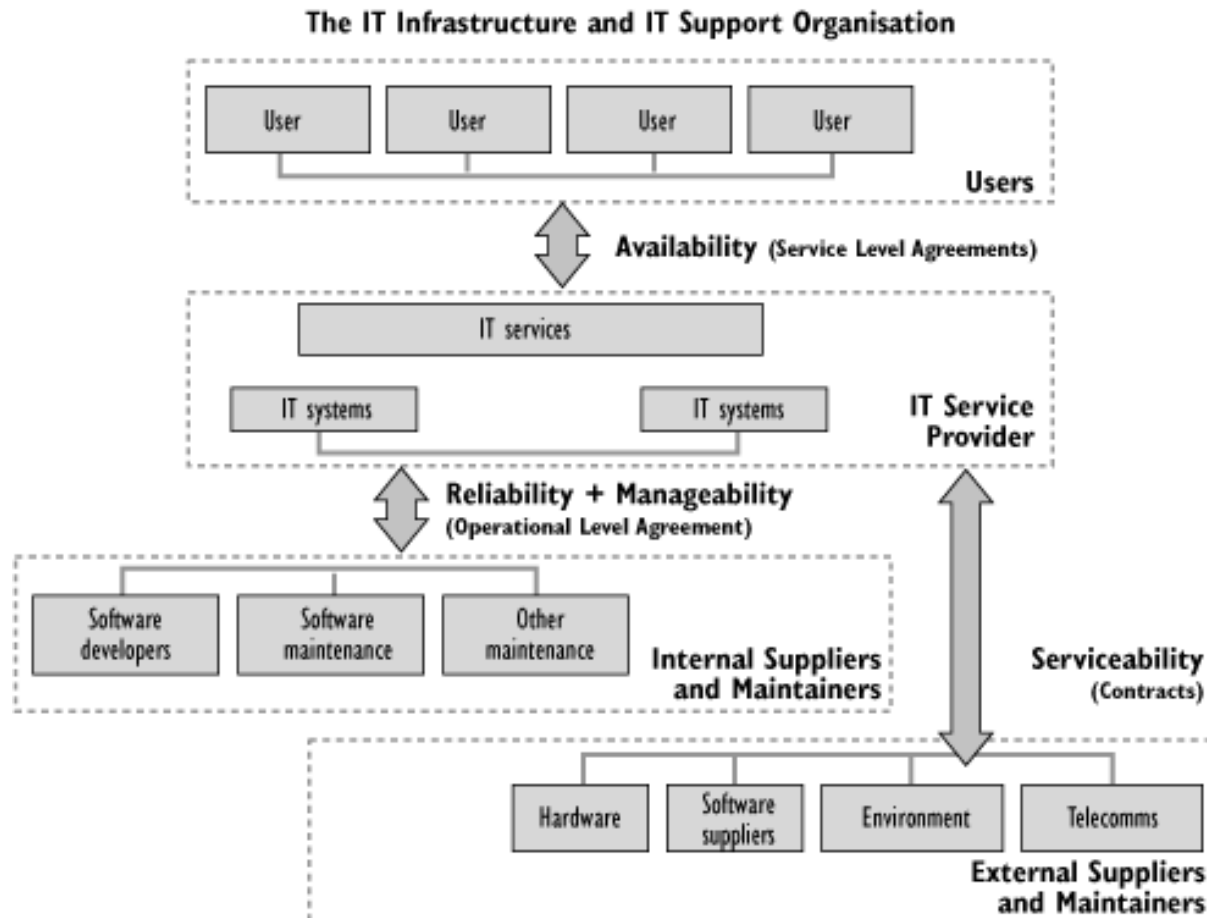 The IT Infrastructure and IT Support Organisation
User
User
User
User
Users
Availability (Service Level Agreements)
IT services
IT systems
IT systems
IT Service
Provider
Reliability + Manageability
(Operational Level Agreement)
Software
developers
Software
maintenance
Other
maintenance
Internal Suppliers
and Maintainers
Serviceability
(Contracts)
Hardware
Software
suppliers
Environment
Telecomms
External Suppliers
and Maintainers